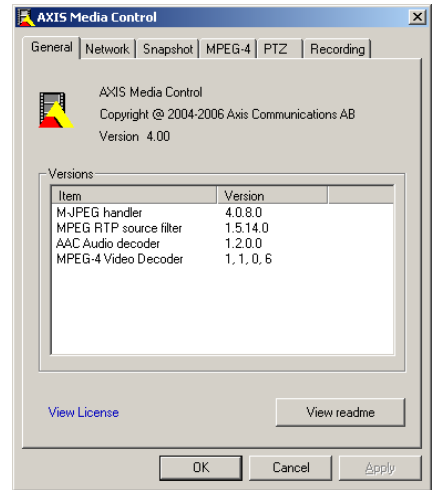 AXIS Media Control
General Network Snapshot MPEG-4 PTZ Recording
AXIS Media Control
Copyright @ 2004-2006 Axis Communications AB
Version 4.00
Versions
Item Version
M-JPEG handler 4.0.8.0
MPEG RTP source filter 1.5.14.0
AAC Audio decoder 1.2.0.0
MPEG-4 Video Decoder 1, 1, 0, 6
View License View readme
OK Cancel Apply